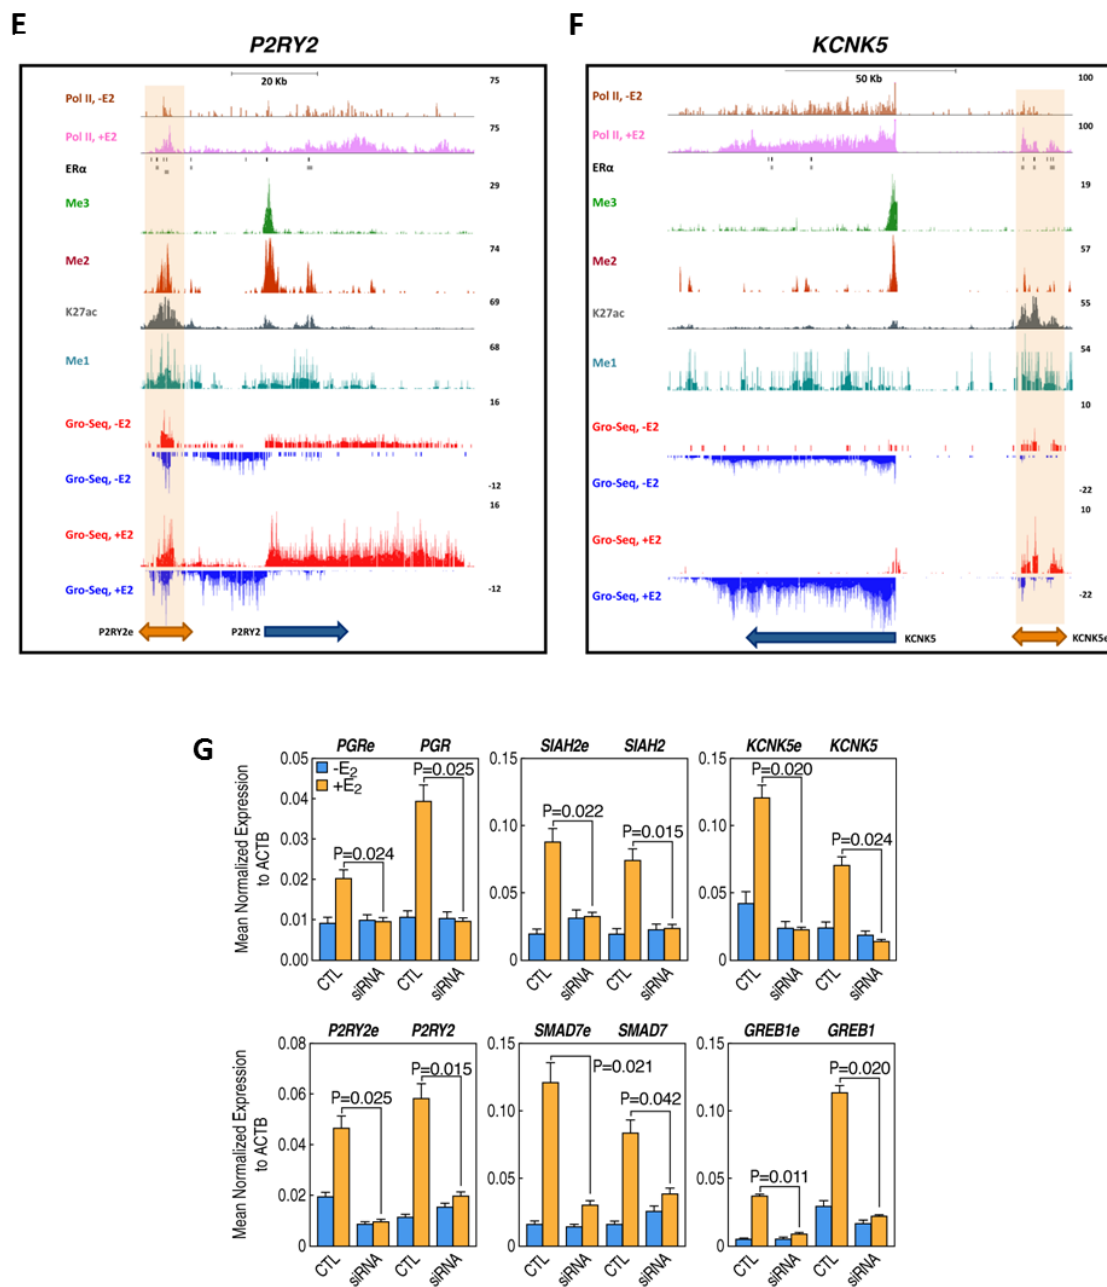 E
P2RY2
20 Kb
75
Pol II, -E2
75
Pol II, +E2
ERα
29
Me3
74
Me2
69
K27ac
68
Me1
16
Gro-Seq, -E2
Gro-Seq, -E2
-12
16
Gro-Seq, +E2
-12
Gro-Seq, +E2
P2RY2e
P2RY2
F
KCNK5
50 Kb
100
Pol II, -E2
100
Pol II, +E2
ERα
19
Me3
57
Me2
55
K27ac
54
Me1
10
Gro-Seq, -E2
Gro-Seq, -E2
-22
10
Gro-Seq, +E2
-22
Gro-Seq, +E2
KCNK5
KCNK5e
G
PGRe PGR
Mean Normalized Expression
to ACTB
0.05
0.04
0.03
0.02
0.01
0.00
-E2
+E2
P=0.025
P=0.024
CTL siRNA CTL siRNA
SIAH2e SIAH2
0.15
0.10
0.05
0
P=0.022
P=0.015
CTL siRNA CTL siRNA
KCNK5e KCNK5
0.15
0.10
0.05
0
P=0.020
P=0.024
CTL siRNA CTL siRNA
P2RY2e P2RY2
Mean Normalized Expression
to ACTB
0.08
0.06
0.04
0.02
0
P=0.015
P=0.025
CTL siRNA CTL siRNA
SMAD7e SMAD7
0.15
0.10
0.05
0
P=0.021
P=0.042
CTL siRNA CTL siRNA
GREB1e GREB1
0.15
0.10
0.05
0
P=0.020
P=0.011
CTL siRNA CTL siRNA